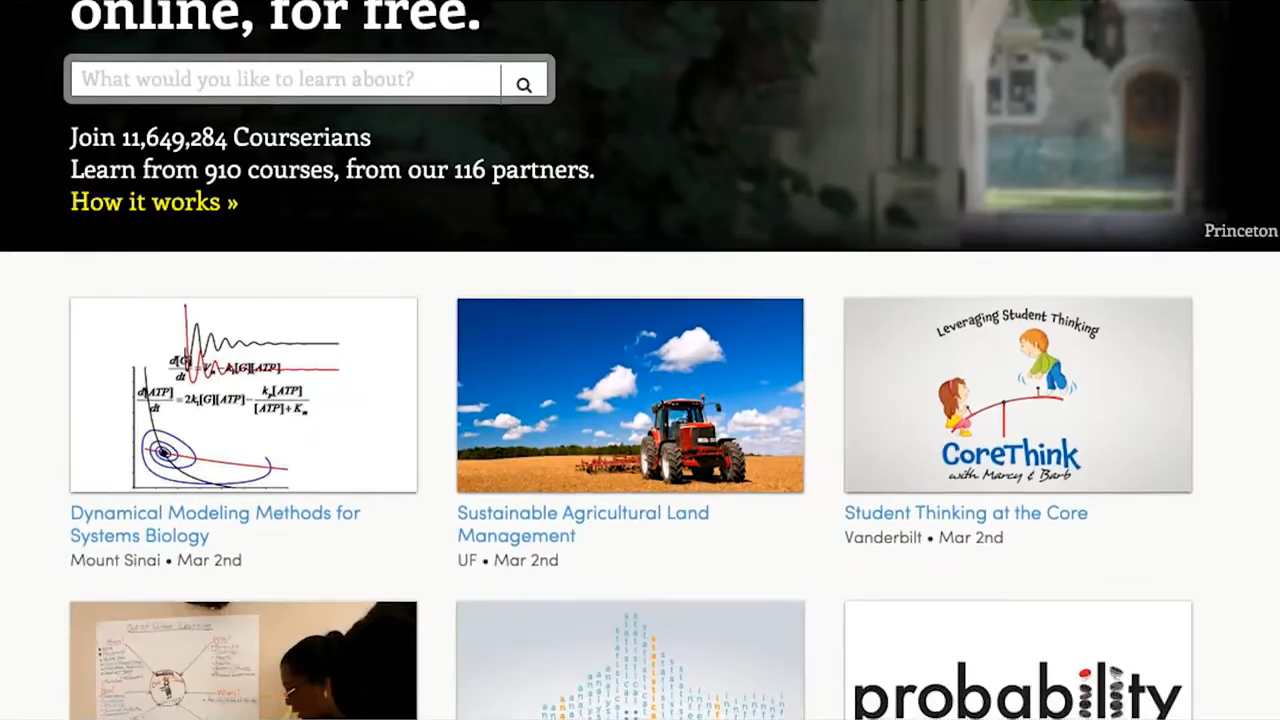 online, for free.
What would you like to learn about?
Join 11,649,284 Courserians
Learn from 910 courses, from our 116 partners.
How it works »
Princeton
Leveraging Student Thinking
CoreThink
with Marcy & Barb
Dynamical Modeling Methods for
Systems Biology
Mount Sinai • Mar 2nd
Sustainable Agricultural Land
Management
UF • Mar 2nd
Student Thinking at the Core
Vanderbilt • Mar 2nd
probability